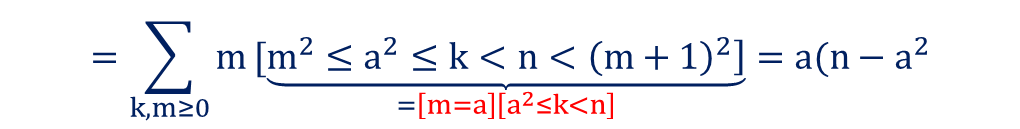 = ∑ m [m² ≤ a² ≤ k < n < (m + 1)²] = a(n − a²
k,m≥0
=[m=a][a²≤k<n]